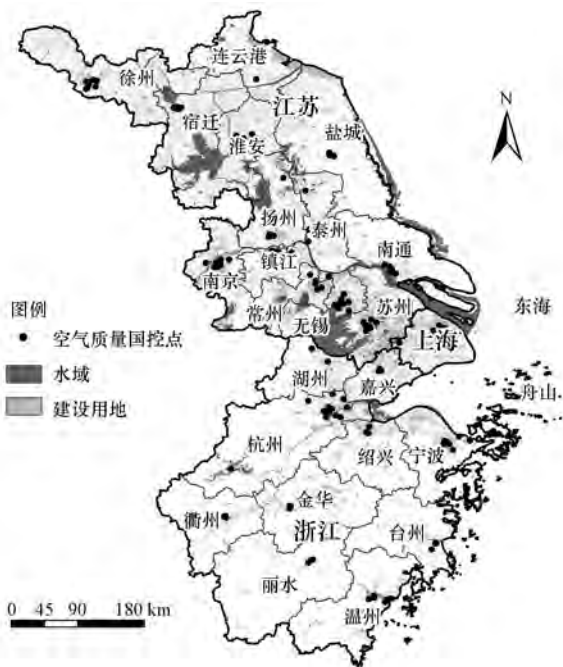 连云港
徐州
江苏
N
宿迁
盐城
淮安
扬州
泰州
南通
镇江
南京
图例
苏州
东海
常州
无锡
空气质量国控点
上海
水域
湖州
嘉兴
舟山
建设用地
杭州
绍兴
宁波
金华
衢州
浙江
台州
丽水
温州
0 45 90 180 km